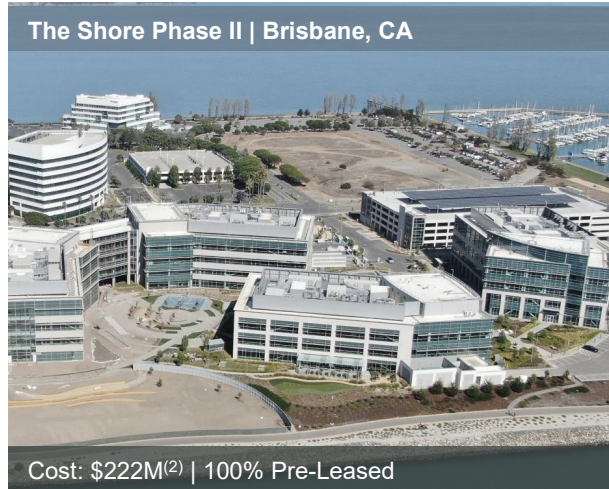 The Shore Phase II | Brisbane, CA
Cost: $222M(2) | 100% Pre-Leased